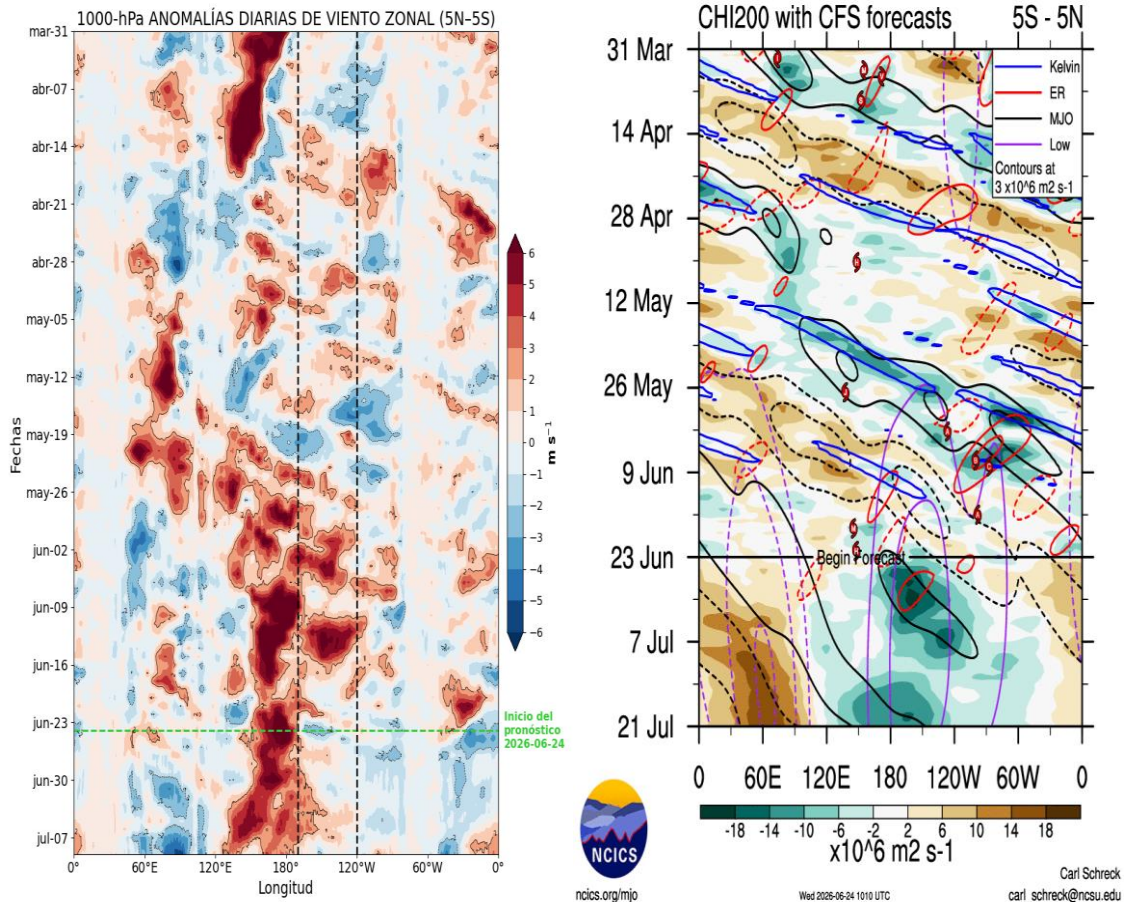 1000-hPa ANOMALÍAS DIARIAS DE VIENTO ZONAL (5N–5S)
mar-31
abr-07
abr-14
abr-21
abr-28
may-05
may-12
may-19
may-26
jun-02
jun-09
jun-16
jun-23
jun-30
jul-07
Fechas
0°
60°E
120°E
180°
120°W
60°W
0°
Longitud
6
5
4
3
2
1
0
−1
−2
−3
−4
−5
−6
m s⁻¹
Inicio del
pronóstico
2026-06-24
CHI200 with CFS forecasts 5S - 5N
31 Mar
14 Apr
28 Apr
12 May
26 May
9 Jun
23 Jun
7 Jul
21 Jul
Kelvin
ER
MJO
Low
Contours at
3 x10^6 m2 s-1
Begin Forecast
0 60E 120E 180 120W 60W 0
-18 -14 -10 -6 -2 2 6 10 14 18
x10^6 m2 s-1
NCICS
ncics.org/mjo
Wed 2026-06-24 1010 UTC
Carl Schreck
carl_schreck@ncsu.edu